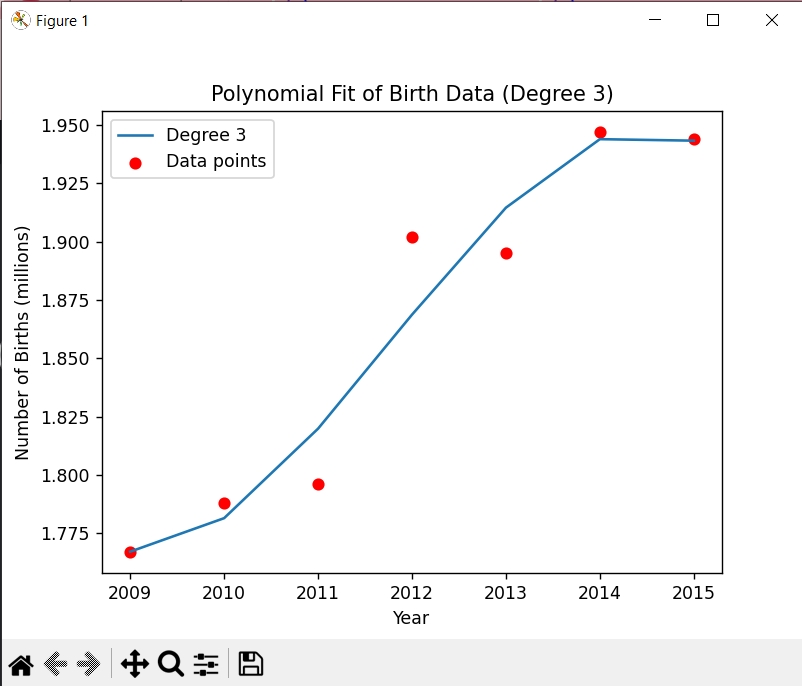 Figure 1
Polynomial Fit of Birth Data (Degree 3)
Degree 3
Data points
Number of Births (millions)
1.950
1.925
1.900
1.875
1.850
1.825
1.800
1.775
2009 2010 2011 2012 2013 2014 2015
Year